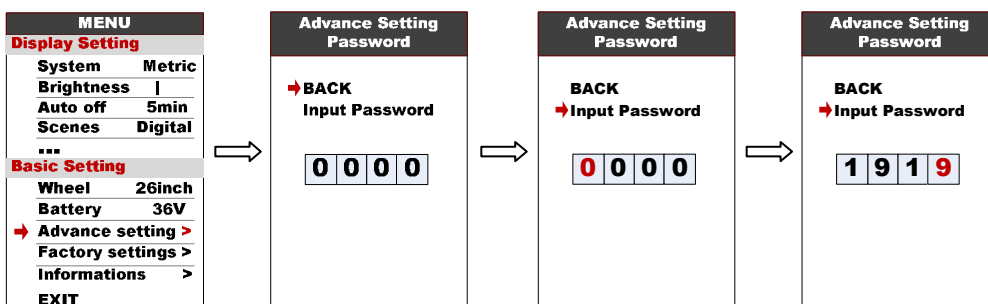 MENU
Display Setting
System Metric
Brightness |
Auto off 5min
Scenes Digital
...
Basic Setting
Wheel 26inch
Battery 36V
Advance setting >
Factory settings >
Informations >
EXIT
Advance Setting
Password
BACK
Input Password
0 0 0 0
Advance Setting
Password
BACK
Input Password
0 0 0 0
Advance Setting
Password
BACK
Input Password
1 9 1 9